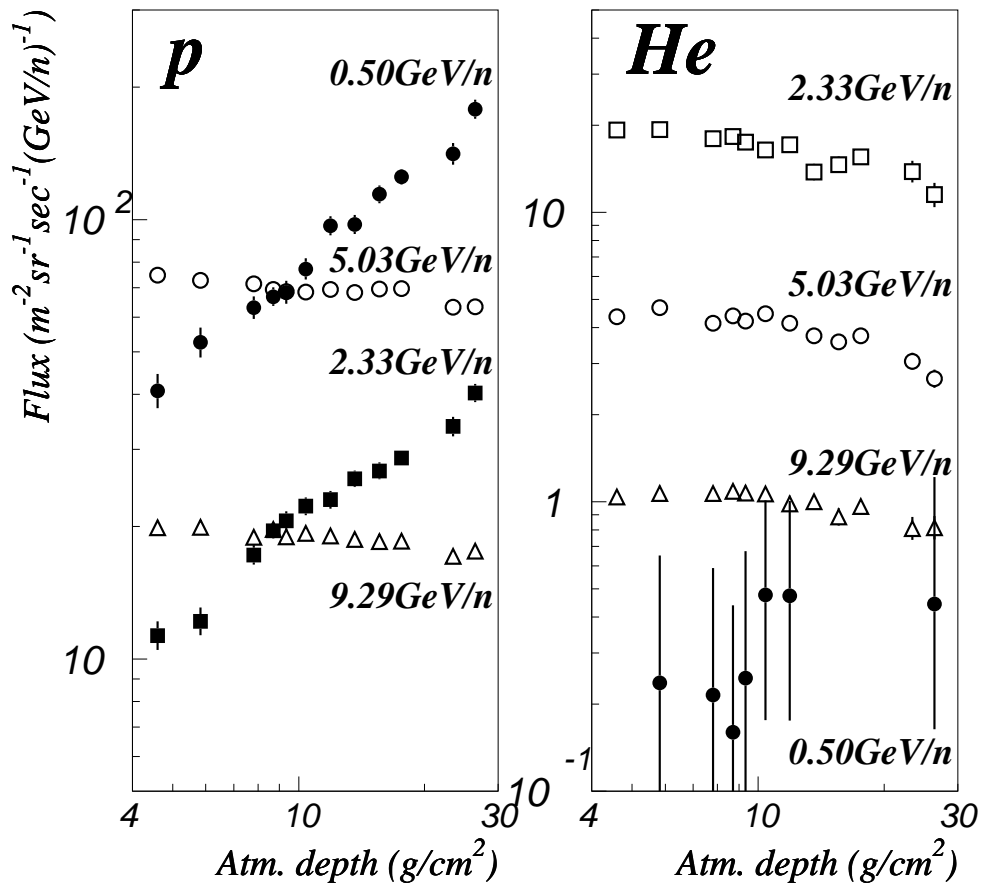 p
0.50GeV/n
5.03GeV/n
2.33GeV/n
9.29GeV/n
10 2
10
4
10
30
Atm. depth (g/cm2)
Flux (m-2sr-1sec-1(GeV/n)-1)
He
2.33GeV/n
5.03GeV/n
9.29GeV/n
0.50GeV/n
10
1
10 -1
4
10
30
Atm. depth (g/cm2)